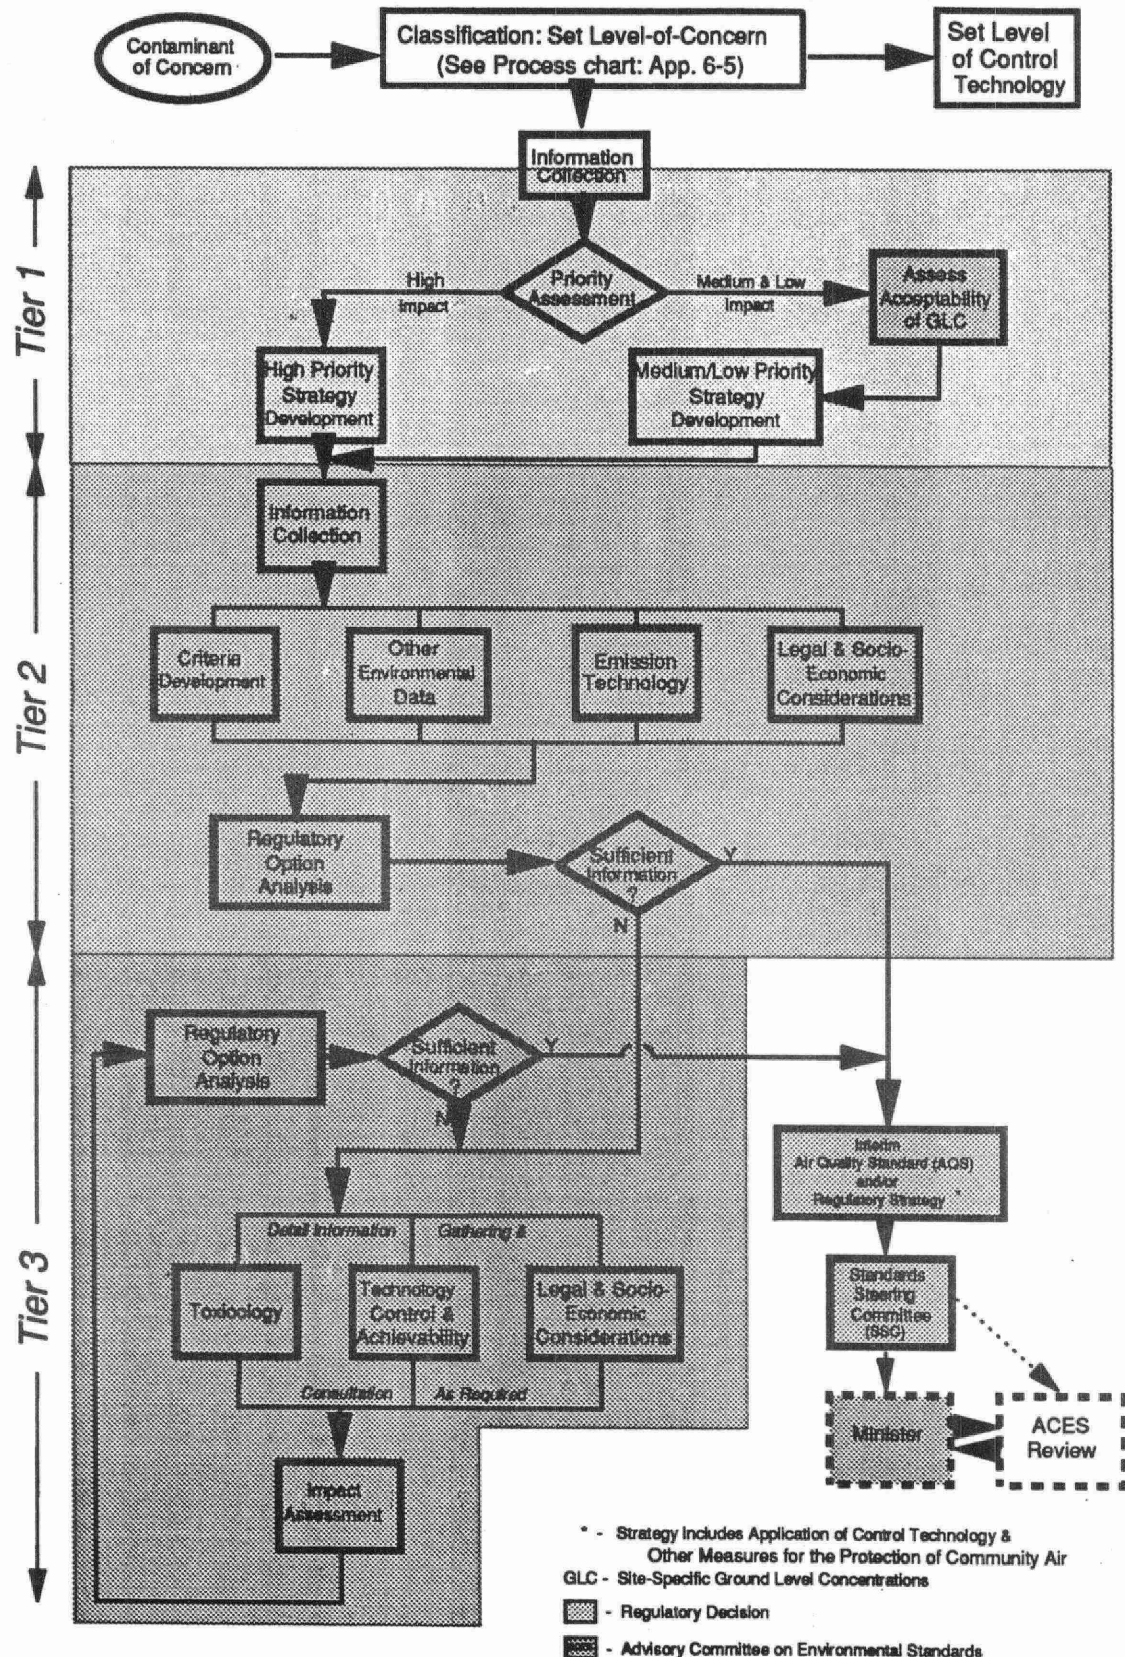 Contaminant
of Concern
Classification: Set Level-of-Concern
(See Process chart: App. 6-5)
Set Level
of Control
Technology
Information
Collection
Tier 1
Priority
Assessment
High
Impact
Medium & Low
Impact
Assess
Acceptability
of GLC
High Priority
Strategy
Development
Medium/Low Priority
Strategy
Development
Tier 2
Information
Collection
Criteria
Development
Other
Environmental
Data
Emission
Technology
Legal & Socio-
Economic
Considerations
Regulatory
Option
Analysis
Sufficient
Information
?
Y
N
Tier 3
Regulatory
Option
Analysis
Sufficient
Information
?
Y
N
Interim
Air Quality Standard (AQS)
and/or
Regulatory Strategy *
Detail Information Gathering &
Toxicology
Technology
Control &
Achievability
Legal & Socio-
Economic
Considerations
Consultation As Required
Standards
Steering
Committee
(SSC)
Minister
ACES
Review
Impact
Assessment
* - Strategy Includes Application of Control Technology &
Other Measures for the Protection of Community Air
GLC - Site-Specific Ground Level Concentrations
- Regulatory Decision
- Advisory Committee on Environmental Standards